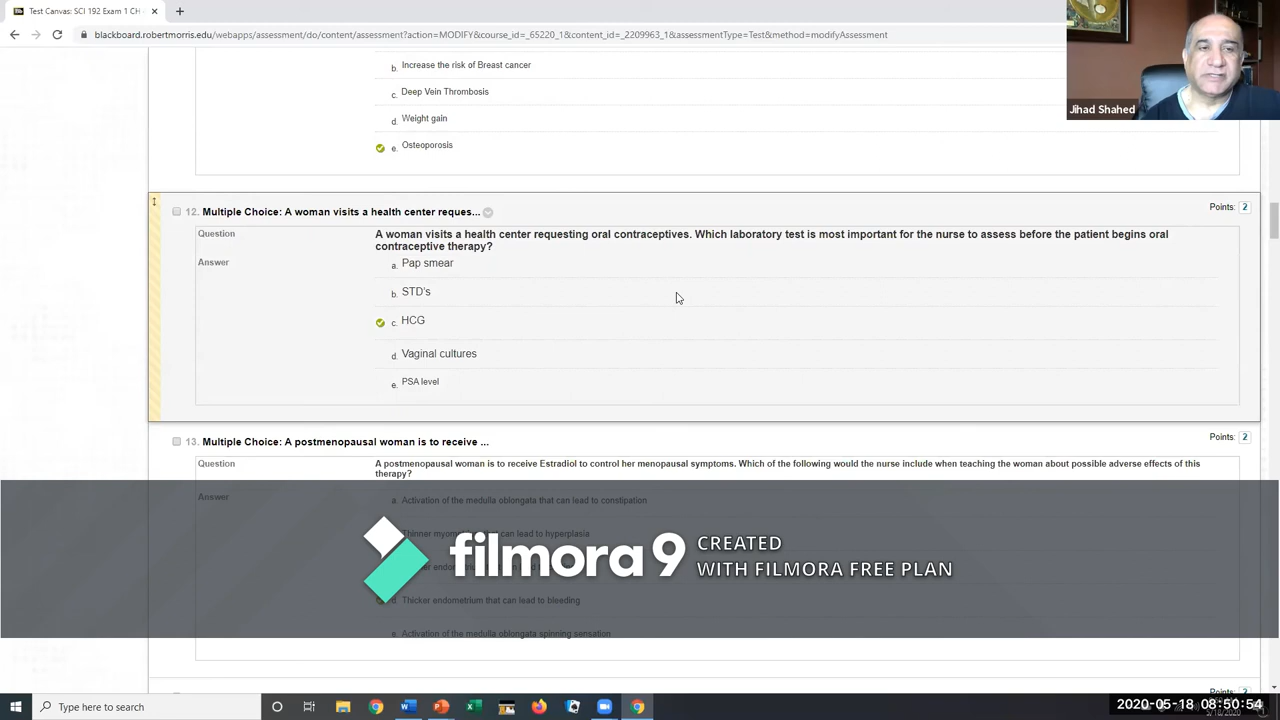 Test Canvas: SCI 192 Exam 1 CH
blackboard.robertmorris.edu/webapps/assessment/do/content/assessment?action=MODIFY&course_id=_65220_1&content_id=_2209963_1&assessmentType=Test&method=modifyAssessment
Jihad Shahed
b. Increase the risk of Breast cancer
c. Deep Vein Thrombosis
d. Weight gain
e. Osteoporosis
12. Multiple Choice: A woman visits a health center reques...
Points: 2
Question
A woman visits a health center requesting oral contraceptives. Which laboratory test is most important for the nurse to assess before the patient begins oral
contraceptive therapy?
Answer
a. Pap smear
b. STD's
c. HCG
d. Vaginal cultures
e. PSA level
13. Multiple Choice: A postmenopausal woman is to receive ...
Points: 2
Question
A postmenopausal woman is to receive Estradiol to control her menopausal symptoms. Which of the following would the nurse include when teaching the woman about possible adverse effects of this
therapy?
Answer
a. Activation of the medulla oblongata that can lead to constipation
that can lead to hyperplasia
d. Thicker endometrium that can lead to bleeding
e. Activation of the medulla oblongata spinning sensation
filmora 9
CREATED
WITH FILMORA FREE PLAN
Points: 2
Type here to search
2020-05-18 08:50:54